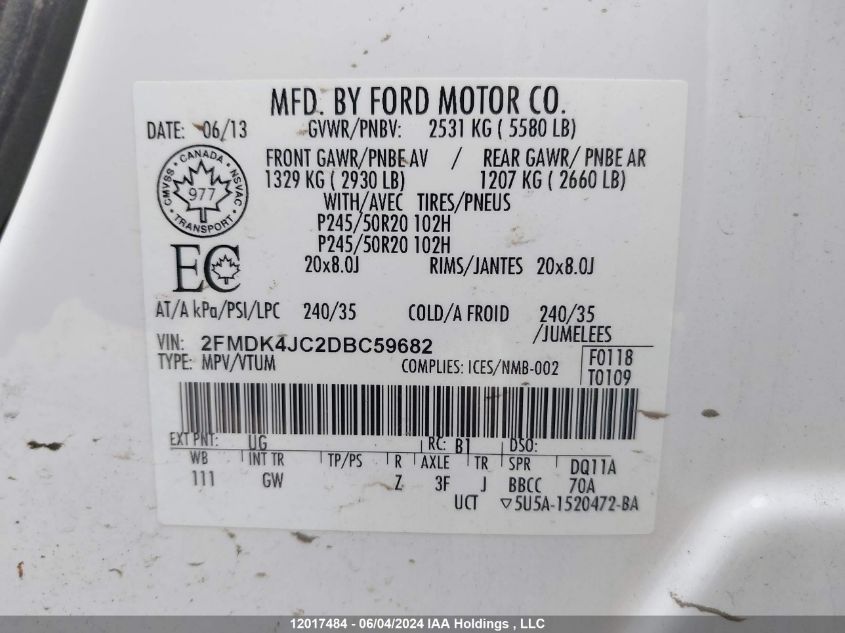 MFD. BY FORD MOTOR CO.
DATE: 06/13 GVWR/PNBV: 2531 KG ( 5580 LB)
FRONT GAWR/PNBE AV / REAR GAWR/ PNBE AR
1329 KG ( 2930 LB) 1207 KG ( 2660 LB)
WITH/AVEC TIRES/PNEUS
P245/50R20 102H
P245/50R20 102H
20x8.0J RIMS/JANTES 20x8.0J
CANADA
CMVSS NSVAC
977
TRANSPORT
EC
AT/A kPa/PSI/LPC 240/35 COLD/A FROID 240/35
/JUMELEES
VIN: 2FMDK4JC2DBC59682
TYPE: MPV/VTUM COMPLIES: ICES/NMB-002
F0118
T0109
EXT PNT: UG RC: B1 DSO:
WB INT TR TP/PS R AXLE TR SPR DQ11A
111 GW Z 3F J BBCC 70A
UCT ▽5U5A-1520472-BA
12017484 - 06/04/2024 IAA Holdings , LLC